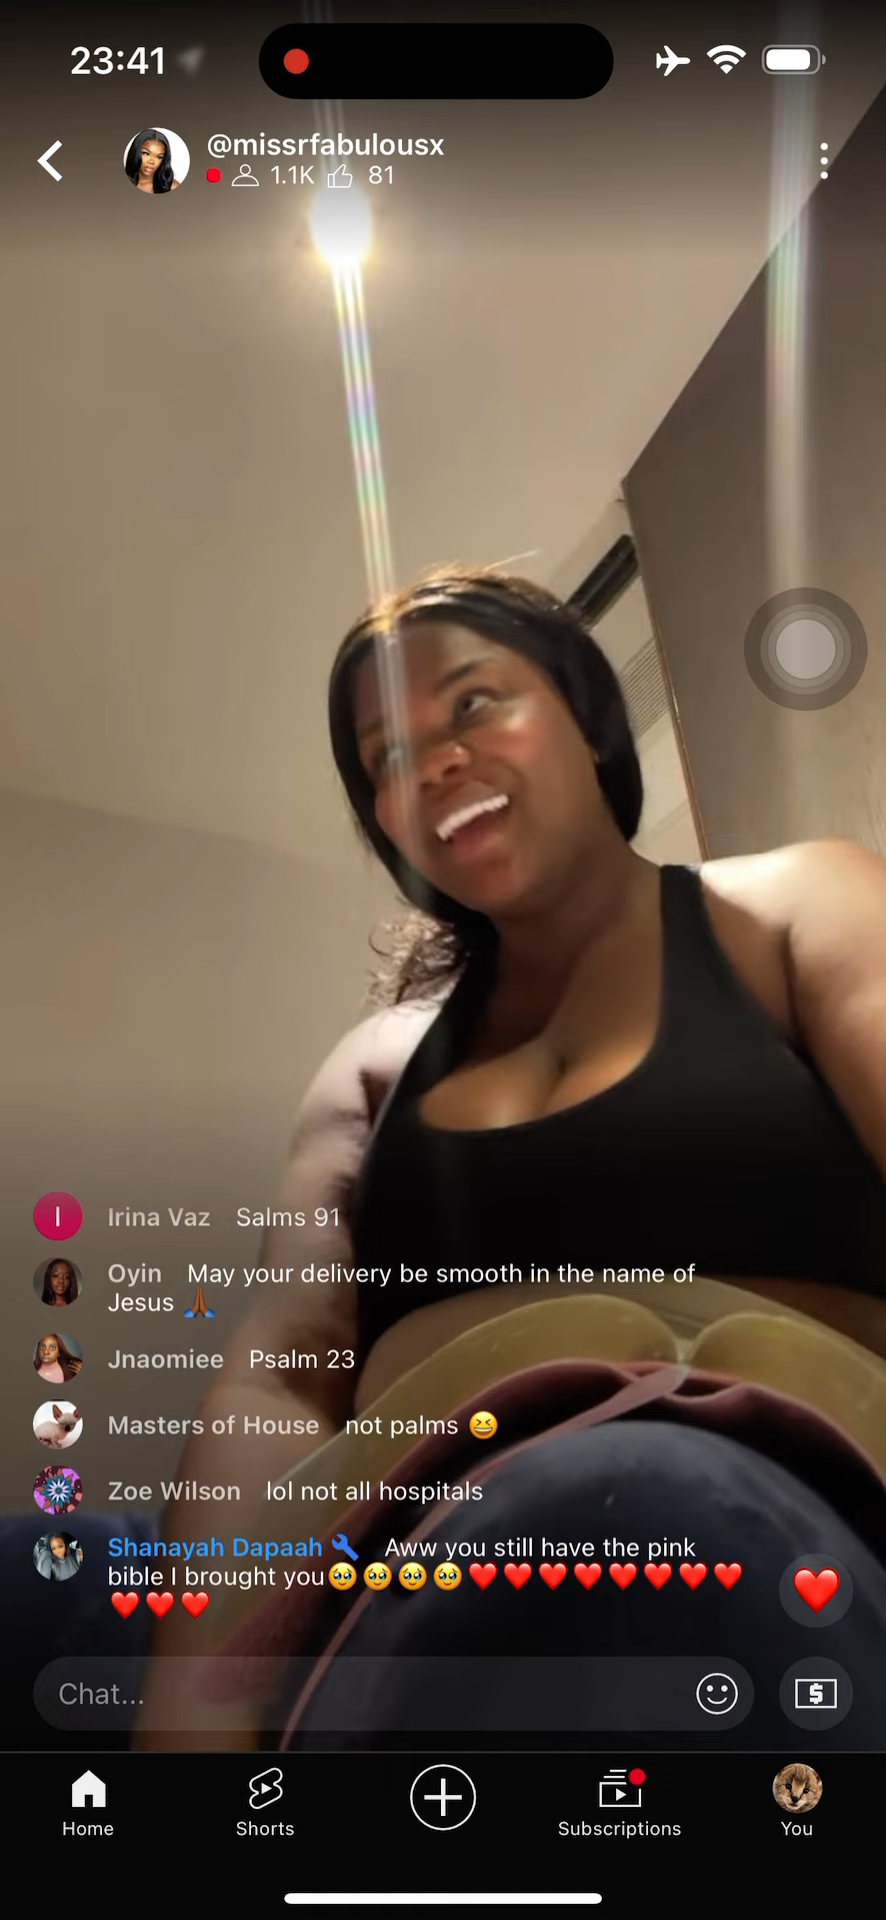 23:41
@missrfabulousx
1.1K 81
I
Irina Vaz Salms 91
Oyin May your delivery be smooth in the name of
Jesus 🙏🏾
Jnaomiee Psalm 23
Masters of House not palms 😆
Zoe Wilson lol not all hospitals
Shanayah Dapaah 🔧 Aww you still have the pink
bible I brought you🥹🥹🥹🥹❤️❤️❤️❤️❤️❤️❤️❤️
❤️❤️❤️
Chat...
Home Shorts Subscriptions You